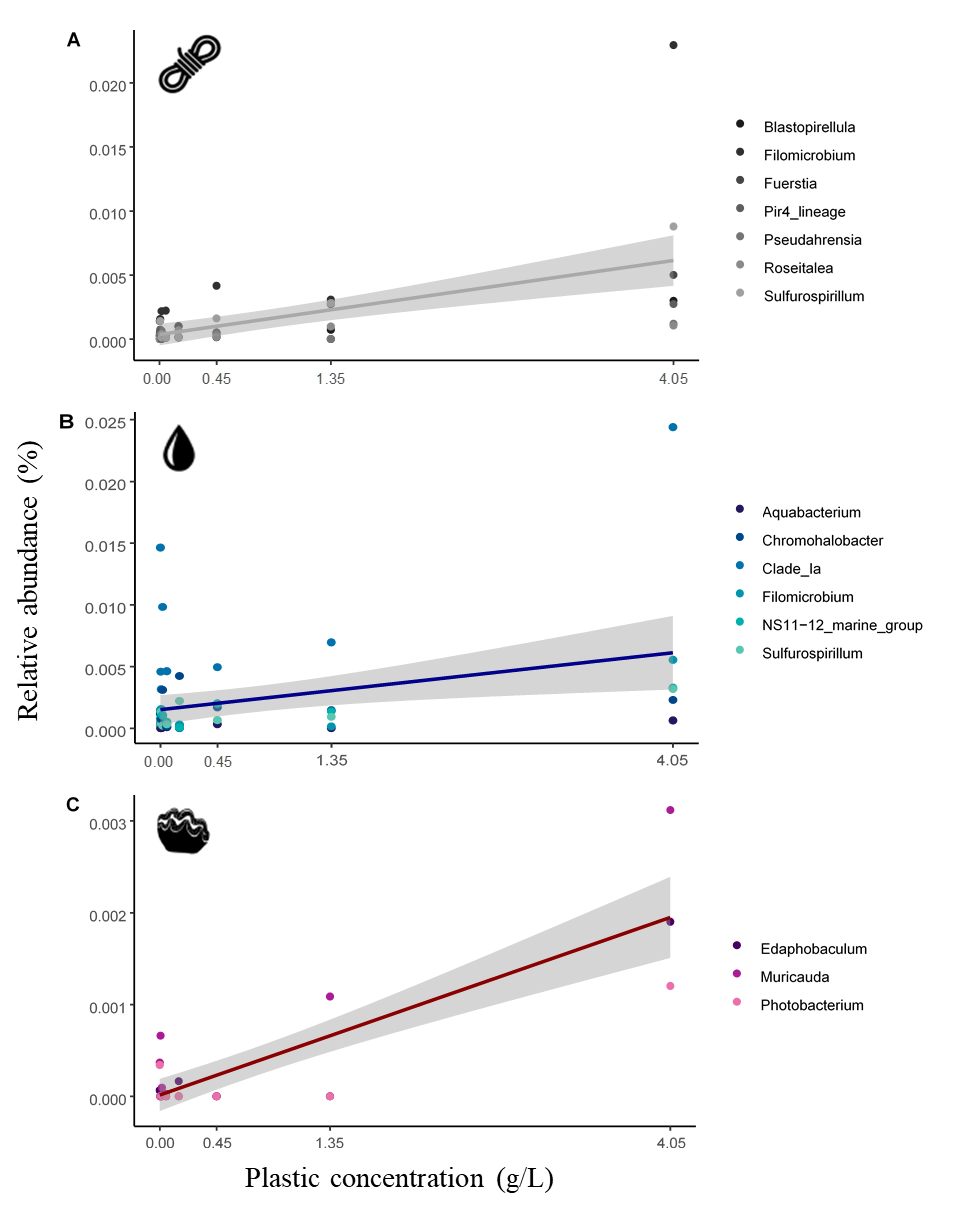 A
0.020
0.015
0.010
0.005
0.000
0.00 0.45 1.35 4.05
Blastopirellula
Filomicrobium
Fuerstia
Pir4_lineage
Pseudahrensia
Roseitalea
Sulfurospirillum
Relative abundance (%)
B
0.025
0.020
0.015
0.010
0.005
0.000
0.00 0.45 1.35 4.05
Aquabacterium
Chromohalobacter
Clade_Ia
Filomicrobium
NS11−12_marine_group
Sulfurospirillum
C
0.003
0.002
0.001
0.000
0.00 0.45 1.35 4.05
Edaphobaculum
Muricauda
Photobacterium
Plastic concentration (g/L)